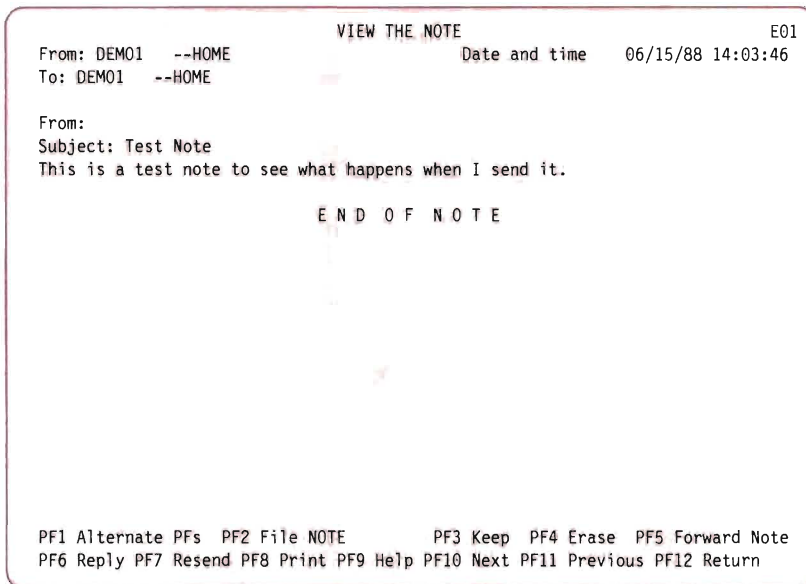 VIEW THE NOTE E01
From: DEMO1 --HOME Date and time 06/15/88 14:03:46
To: DEMO1 --HOME
From:
Subject: Test Note
This is a test note to see what happens when I send it.
E N D O F N O T E
PF1 Alternate PFs PF2 File NOTE PF3 Keep PF4 Erase PF5 Forward Note
PF6 Reply PF7 Resend PF8 Print PF9 Help PF10 Next PF11 Previous PF12 Return